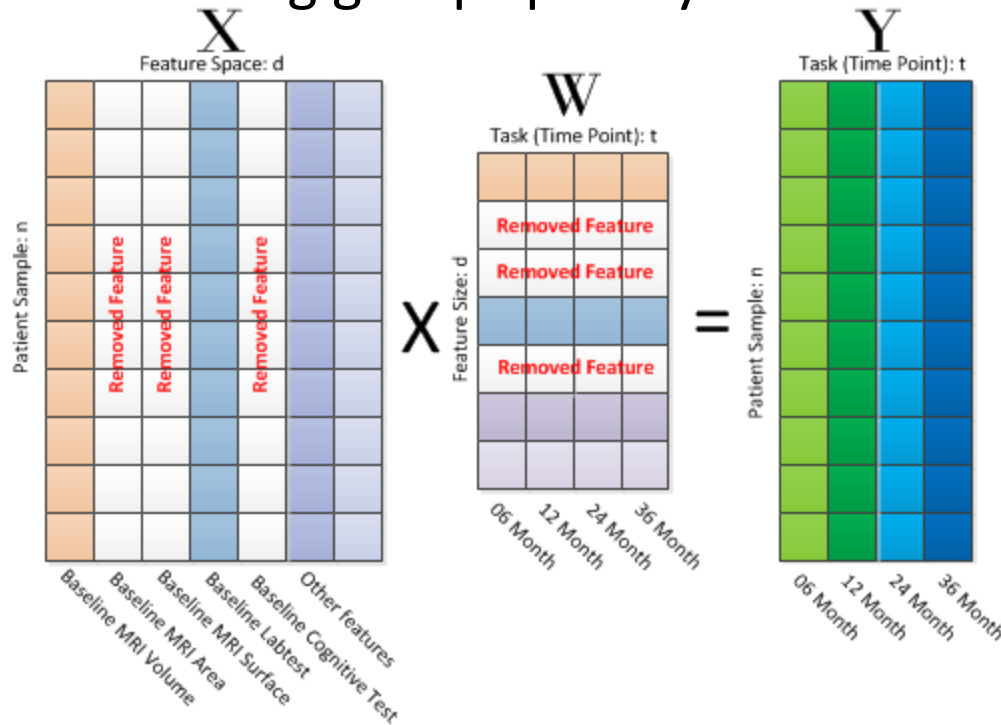 X
Feature Space: d
Patient Sample: n
Removed Feature
Removed Feature
Removed Feature
Baseline MRI Volume
Baseline MRI Area
Baseline MRI Surface
Baseline Labtest
Baseline Cognitive Test
Other features
X
W
Task (Time Point): t
Feature Size: d
Removed Feature
Removed Feature
Removed Feature
06 Month
12 Month
24 Month
36 Month
=
Y
Task (Time Point): t
Patient Sample: n
06 Month
12 Month
24 Month
36 Month